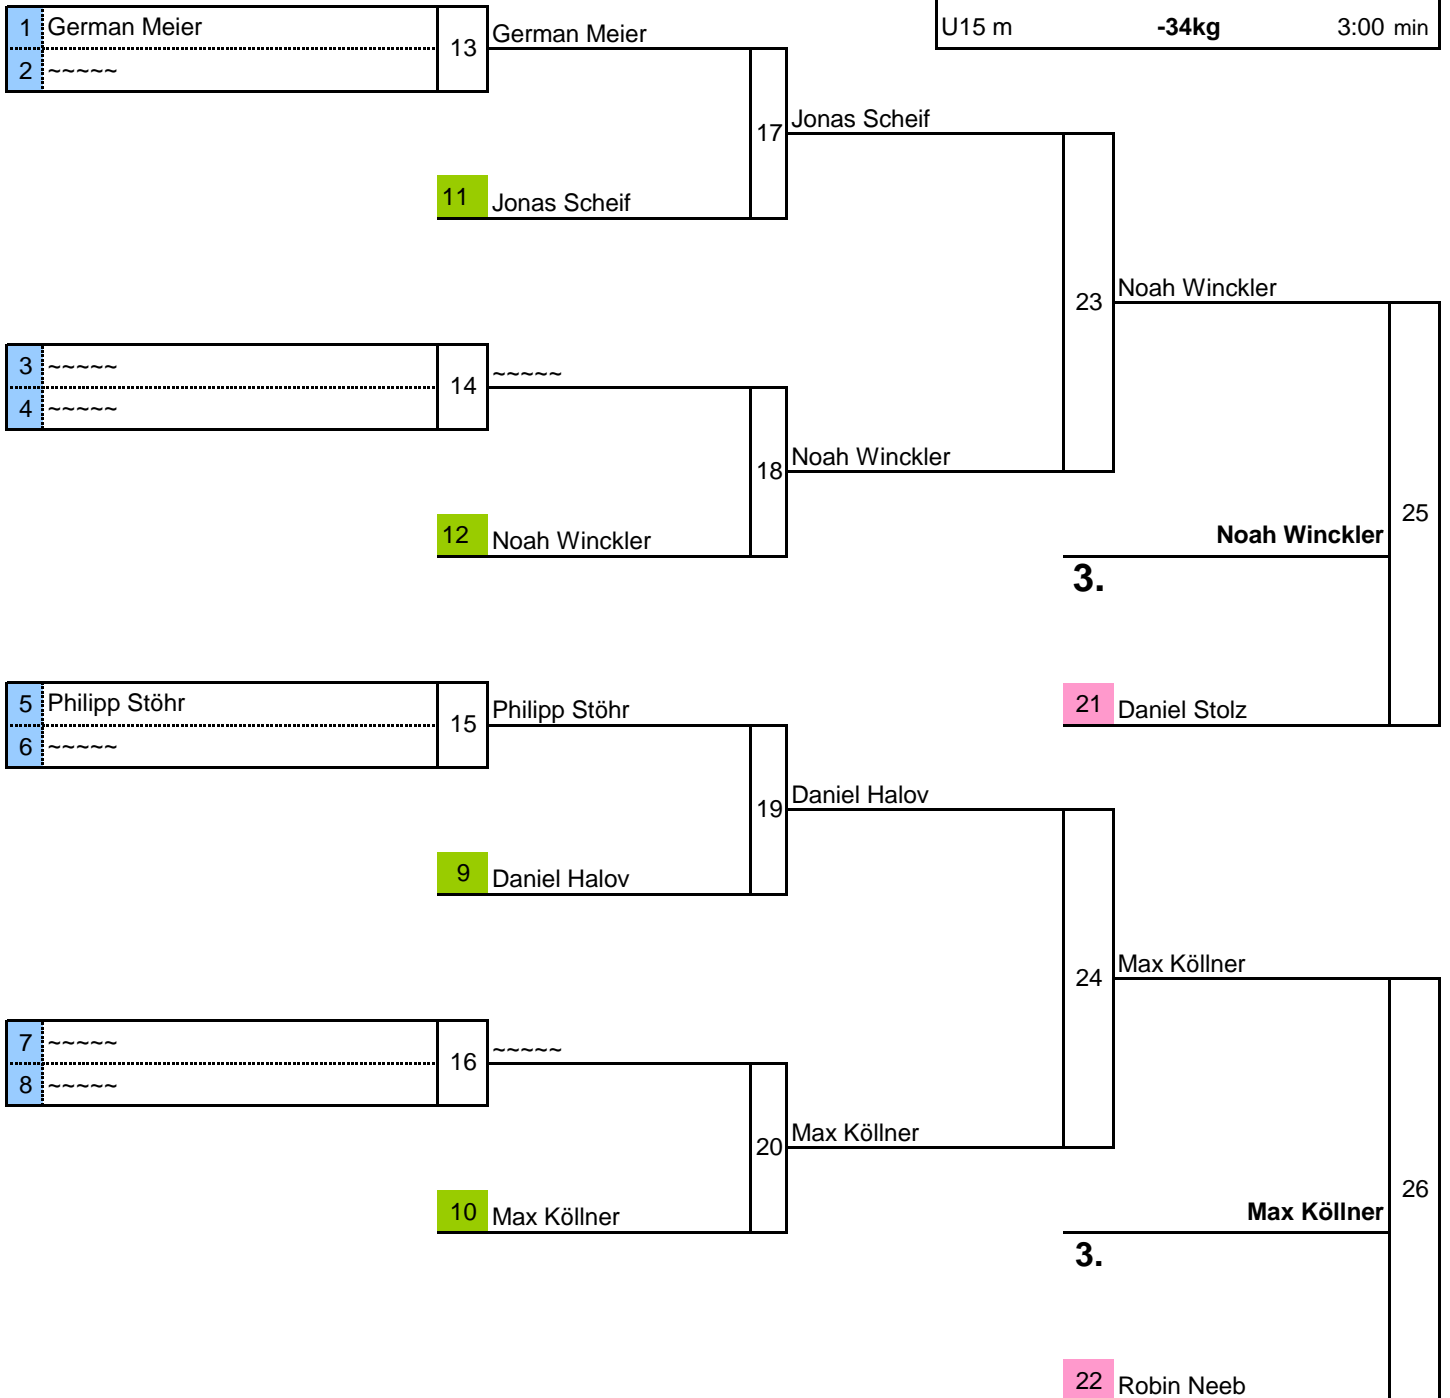 1 German Meier
13 German Meier
U15 m -34kg 3:00 min
2 ~~~~~
17 Jonas Scheif
11 Jonas Scheif
23 Noah Winckler
3 ~~~~~
14 ~~~~~
4 ~~~~~
18 Noah Winckler
12 Noah Winckler
Noah Winckler
25
3.
5 Philipp Stöhr
15 Philipp Stöhr
21 Daniel Stolz
6 ~~~~~
19 Daniel Halov
9 Daniel Halov
24 Max Köllner
7 ~~~~~
16 ~~~~~
8 ~~~~~
20 Max Köllner
10 Max Köllner
Max Köllner
26
3.
22 Robin Neeb